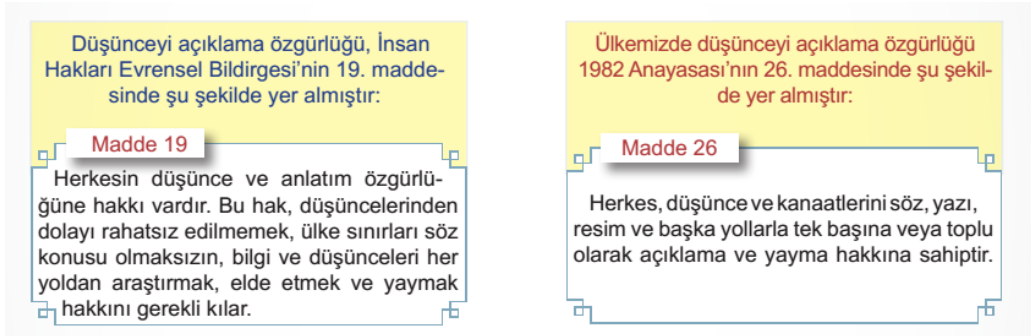 Düşünceyi açıklama özgürlüğü, İnsan
Hakları Evrensel Bildirgesi’nin 19. madde-
sinde şu şekilde yer almıştır:
Madde 19
Herkesin düşünce ve anlatım özgürlü-
ğüne hakkı vardır. Bu hak, düşüncelerinden
dolayı rahatsız edilmemek, ülke sınırları söz
konusu olmaksızın, bilgi ve düşünceleri her
yoldan araştırmak, elde etmek ve yaymak
hakkını gerekli kılar.
Ülkemizde düşünceyi açıklama özgürlüğü
1982 Anayasası’nın 26. maddesinde şu şekil-
de yer almıştır:
Madde 26
Herkes, düşünce ve kanaatlerini söz, yazı,
resim ve başka yollarla tek başına veya toplu
olarak açıklama ve yayma hakkına sahiptir.